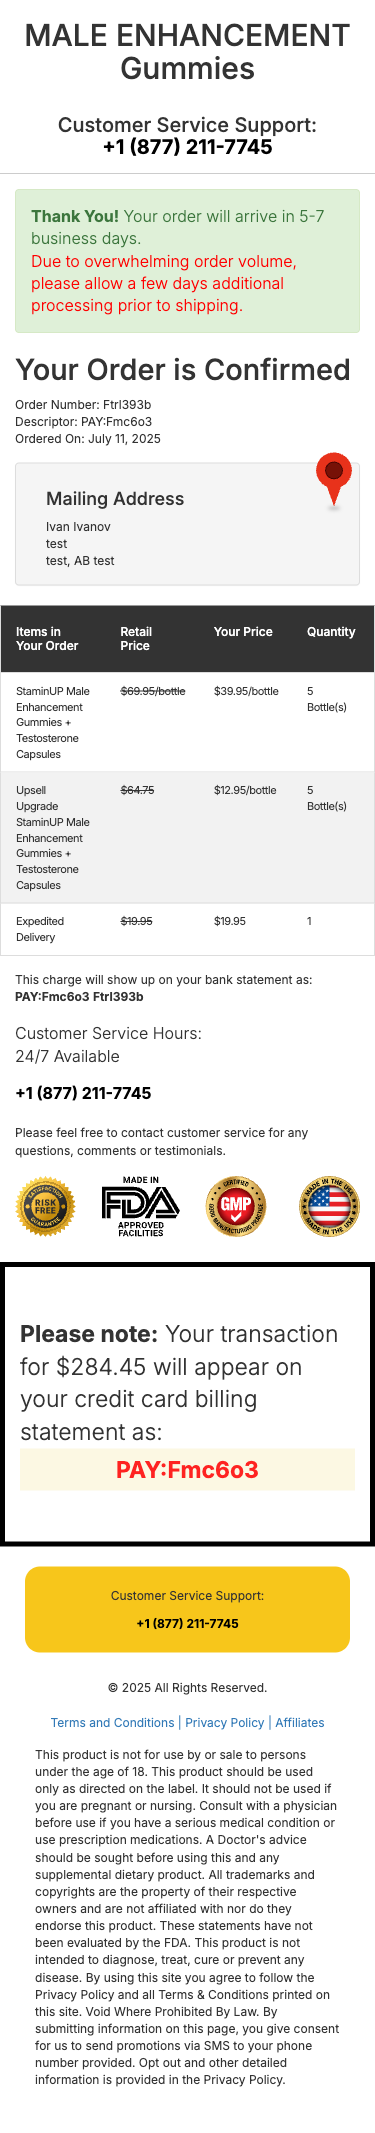 MALE ENHANCEMENT
Gummies
Customer Service Support:
+1 (877) 211-7745
Thank You! Your order will arrive in 5-7
business days.
Due to overwhelming order volume,
please allow a few days additional
processing prior to shipping.
Your Order is Confirmed
Order Number: Ftrl393b
Descriptor: PAY:Fmc6o3
Ordered On: July 11, 2025
Mailing Address
Ivan Ivanov
test
test, AB test
Items in
Your Order
Retail
Price
Your Price
Quantity
StaminUP Male
Enhancement
Gummies +
Testosterone
Capsules
$69.95/bottle
$39.95/bottle
5
Bottle(s)
Upsell
Upgrade
StaminUP Male
Enhancement
Gummies +
Testosterone
Capsules
$64.75
$12.95/bottle
5
Bottle(s)
Expedited
Delivery
$19.95
$19.95
1
This charge will show up on your bank statement as:
PAY:Fmc6o3 Ftrl393b
Customer Service Hours:
24/7 Available
+1 (877) 211-7745
Please feel free to contact customer service for any
questions, comments or testimonials.
SATISFACTION
RISK
FREE
GUARANTEE
MADE IN
FDA
APPROVED
FACILITIES
CERTIFIED
GMP
GOOD MANUFACTURING PRACTICE
MADE IN THE USA
MADE IN THE USA
Please note: Your transaction
for $284.45 will appear on
your credit card billing
statement as:
PAY:Fmc6o3
Customer Service Support:
+1 (877) 211-7745
© 2025 All Rights Reserved.
Terms and Conditions | Privacy Policy | Affiliates
This product is not for use by or sale to persons
under the age of 18. This product should be used
only as directed on the label. It should not be used if
you are pregnant or nursing. Consult with a physician
before use if you have a serious medical condition or
use prescription medications. A Doctor's advice
should be sought before using this and any
supplemental dietary product. All trademarks and
copyrights are the property of their respective
owners and are not affiliated with nor do they
endorse this product. These statements have not
been evaluated by the FDA. This product is not
intended to diagnose, treat, cure or prevent any
disease. By using this site you agree to follow the
Privacy Policy and all Terms & Conditions printed on
this site. Void Where Prohibited By Law. By
submitting information on this page, you give consent
for us to send promotions via SMS to your phone
number provided. Opt out and other detailed
information is provided in the Privacy Policy.